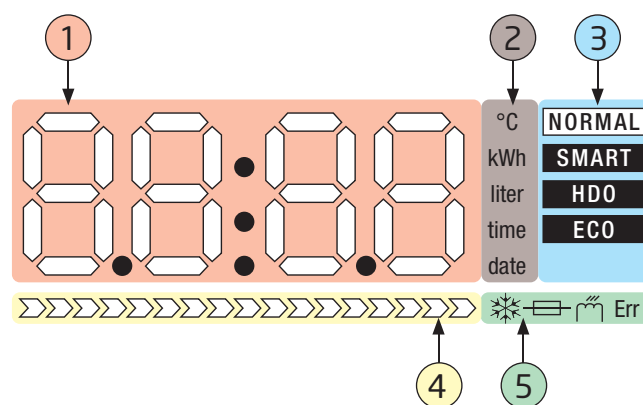 1 2 3
°C NORMAL
kWh SMART
liter HDO
time ECO
date
Err
4 5